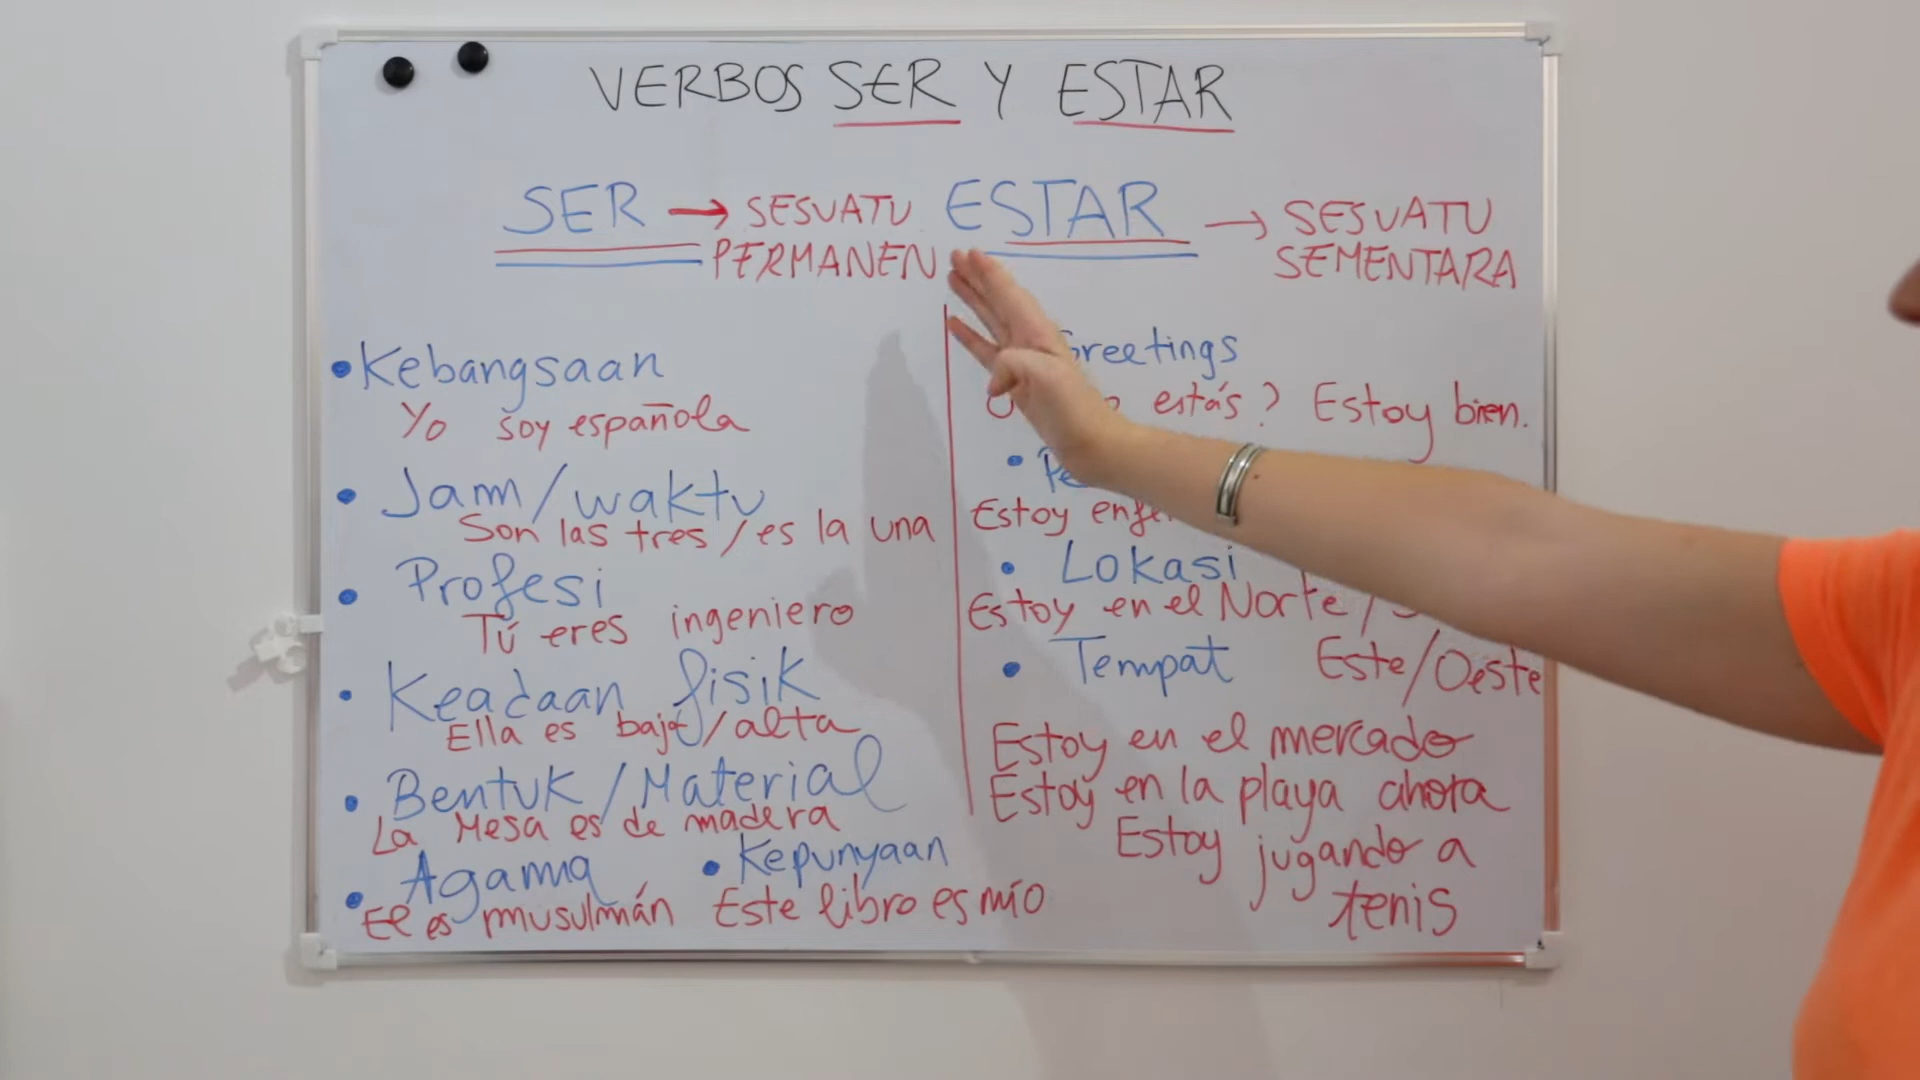 VERBOS SER Y ESTAR
SER → SESUATU PERMANEN
• Kebangsaan
Yo soy española
• Jam/waktu
Son las tres / es la una
• Profesi
Tú eres ingeniero
• Keadaan fisik
Ella es baja/alta
• Bentuk/Material
La Mesa es de madera
• Agama
El es musulmán
• Kepunyaan
Este libro es mío
ESTAR → SESUATU SEMENTARA
Greetings
estás? Estoy bien.
•
Estoy
• Lokasi
Estoy en el Norte/
Este/Oeste
• Tempat
Estoy en el mercado
Estoy en la playa ahora
Estoy jugando a
tenis